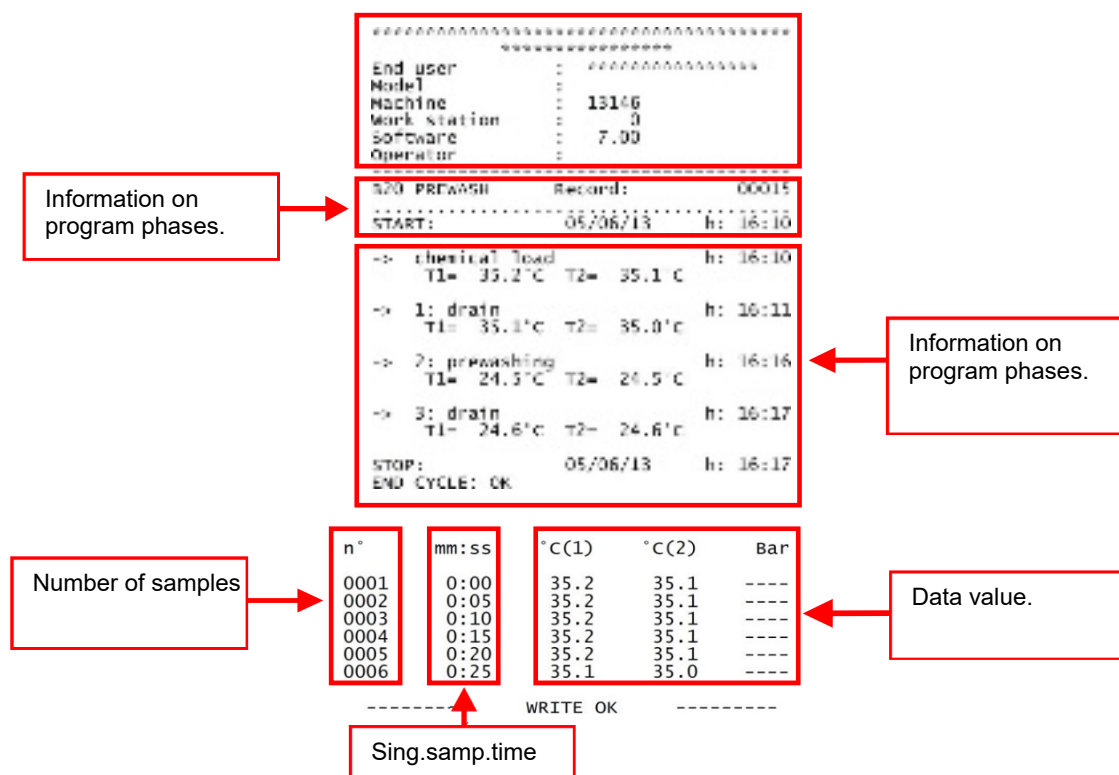 °°°°°°°°°°°°°°°°°°°°°°°°°°°°°°°°°°°°°°°
°°°°°°°°°°°°°°°°
End user : °°°°°°°°°°°°°°°°
Model :
Machine : 13146
Work station : 0
Software : 7.00
Operator :
B20 PREWASH Record: 00015
START: 05/06/13 h: 16:10
Information on
program phases.
-> chemical load h: 16:10
T1= 35.2°C T2= 35.1°C
-> 1: drain h: 16:11
T1= 35.1°C T2= 35.0°C
-> 2: prewashing h: 16:16
T1= 24.5°C T2= 24.5°C
-> 3: drain h: 16:17
T1= 24.6°C T2= 24.6°C
STOP: 05/06/13 h: 16:17
END CYCLE: OK
Information on
program phases.
n° mm:ss °C(1) °C(2) Bar
0001 0:00 35.2 35.1 ----
0002 0:05 35.2 35.1 ----
0003 0:10 35.2 35.1 ----
0004 0:15 35.2 35.1 ----
0005 0:20 35.2 35.1 ----
0006 0:25 35.1 35.0 ----
--------- WRITE OK ---------
Number of samples
Data value.
Sing.samp.time